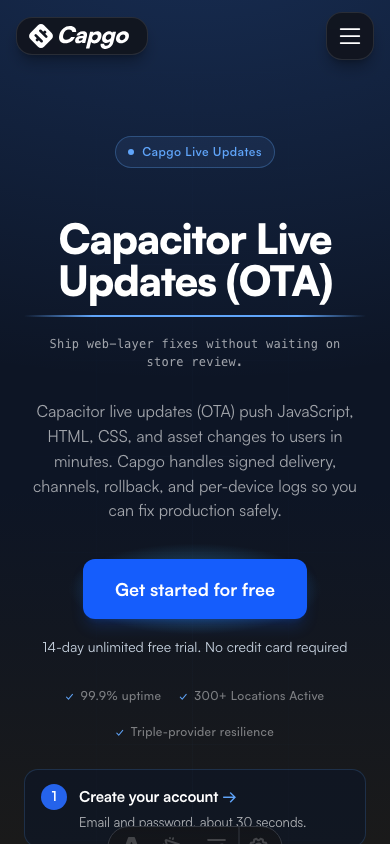 Capgo
Capgo Live Updates
Capacitor Live
Updates (OTA)
Ship web-layer fixes without waiting on
store review.
Capacitor live updates (OTA) push JavaScript,
HTML, CSS, and asset changes to users in
minutes. Capgo handles signed delivery,
channels, rollback, and per-device logs so you
can fix production safely.
Get started for free
14-day unlimited free trial. No credit card required
✓ 99.9% uptime ✓ 300+ Locations Active
✓ Triple-provider resilience
1 Create your account →
Email and password, about 30 seconds.